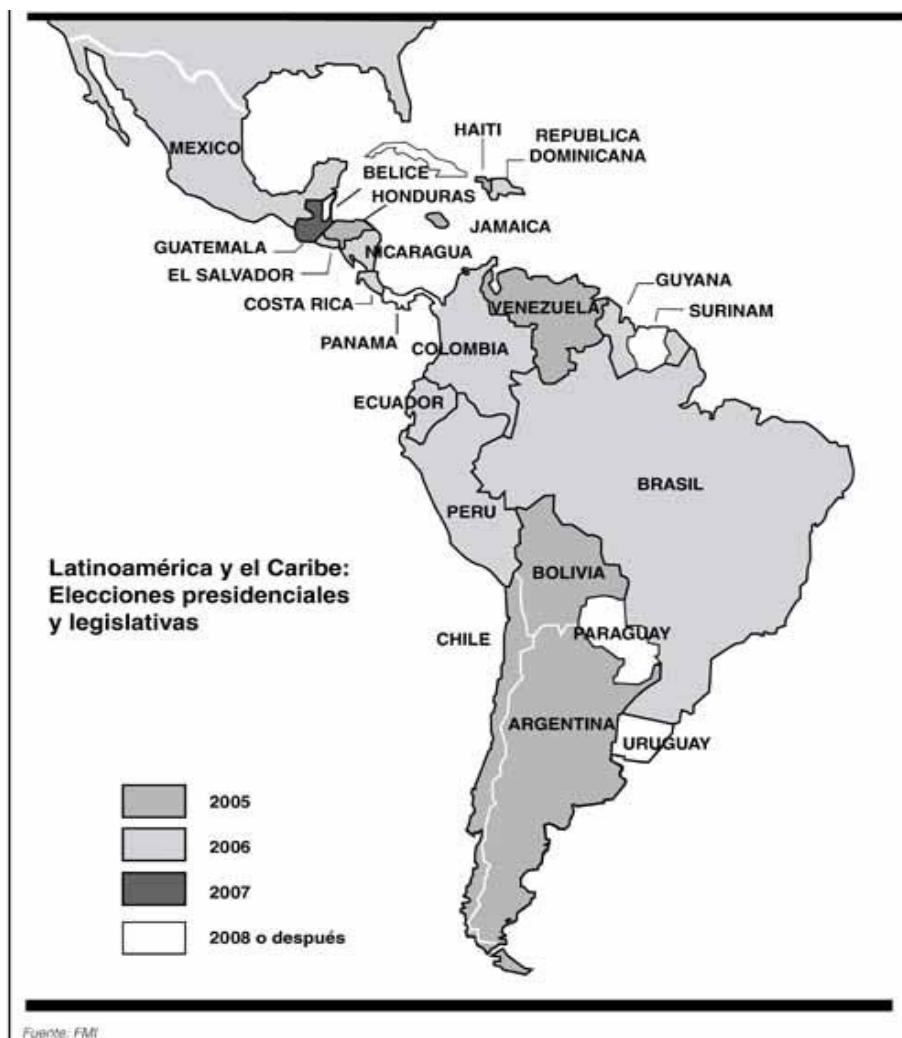 HAITI
REPUBLICA
DOMINICANA
MEXICO
BELICE
HONDURAS
JAMAICA
GUATEMALA
NICARAGUA
EL SALVADOR
GUYANA
COSTA RICA
VENEZUELA
SURINAM
PANAMA
COLOMBIA
ECUADOR
BRASIL
PERU
Latinoamérica y el Caribe:
Elecciones presidenciales
y legislativas
BOLIVIA
CHILE
PARAGUAY
ARGENTINA
URUGUAY
2005
2006
2007
2008 o después
Fuente: FMI